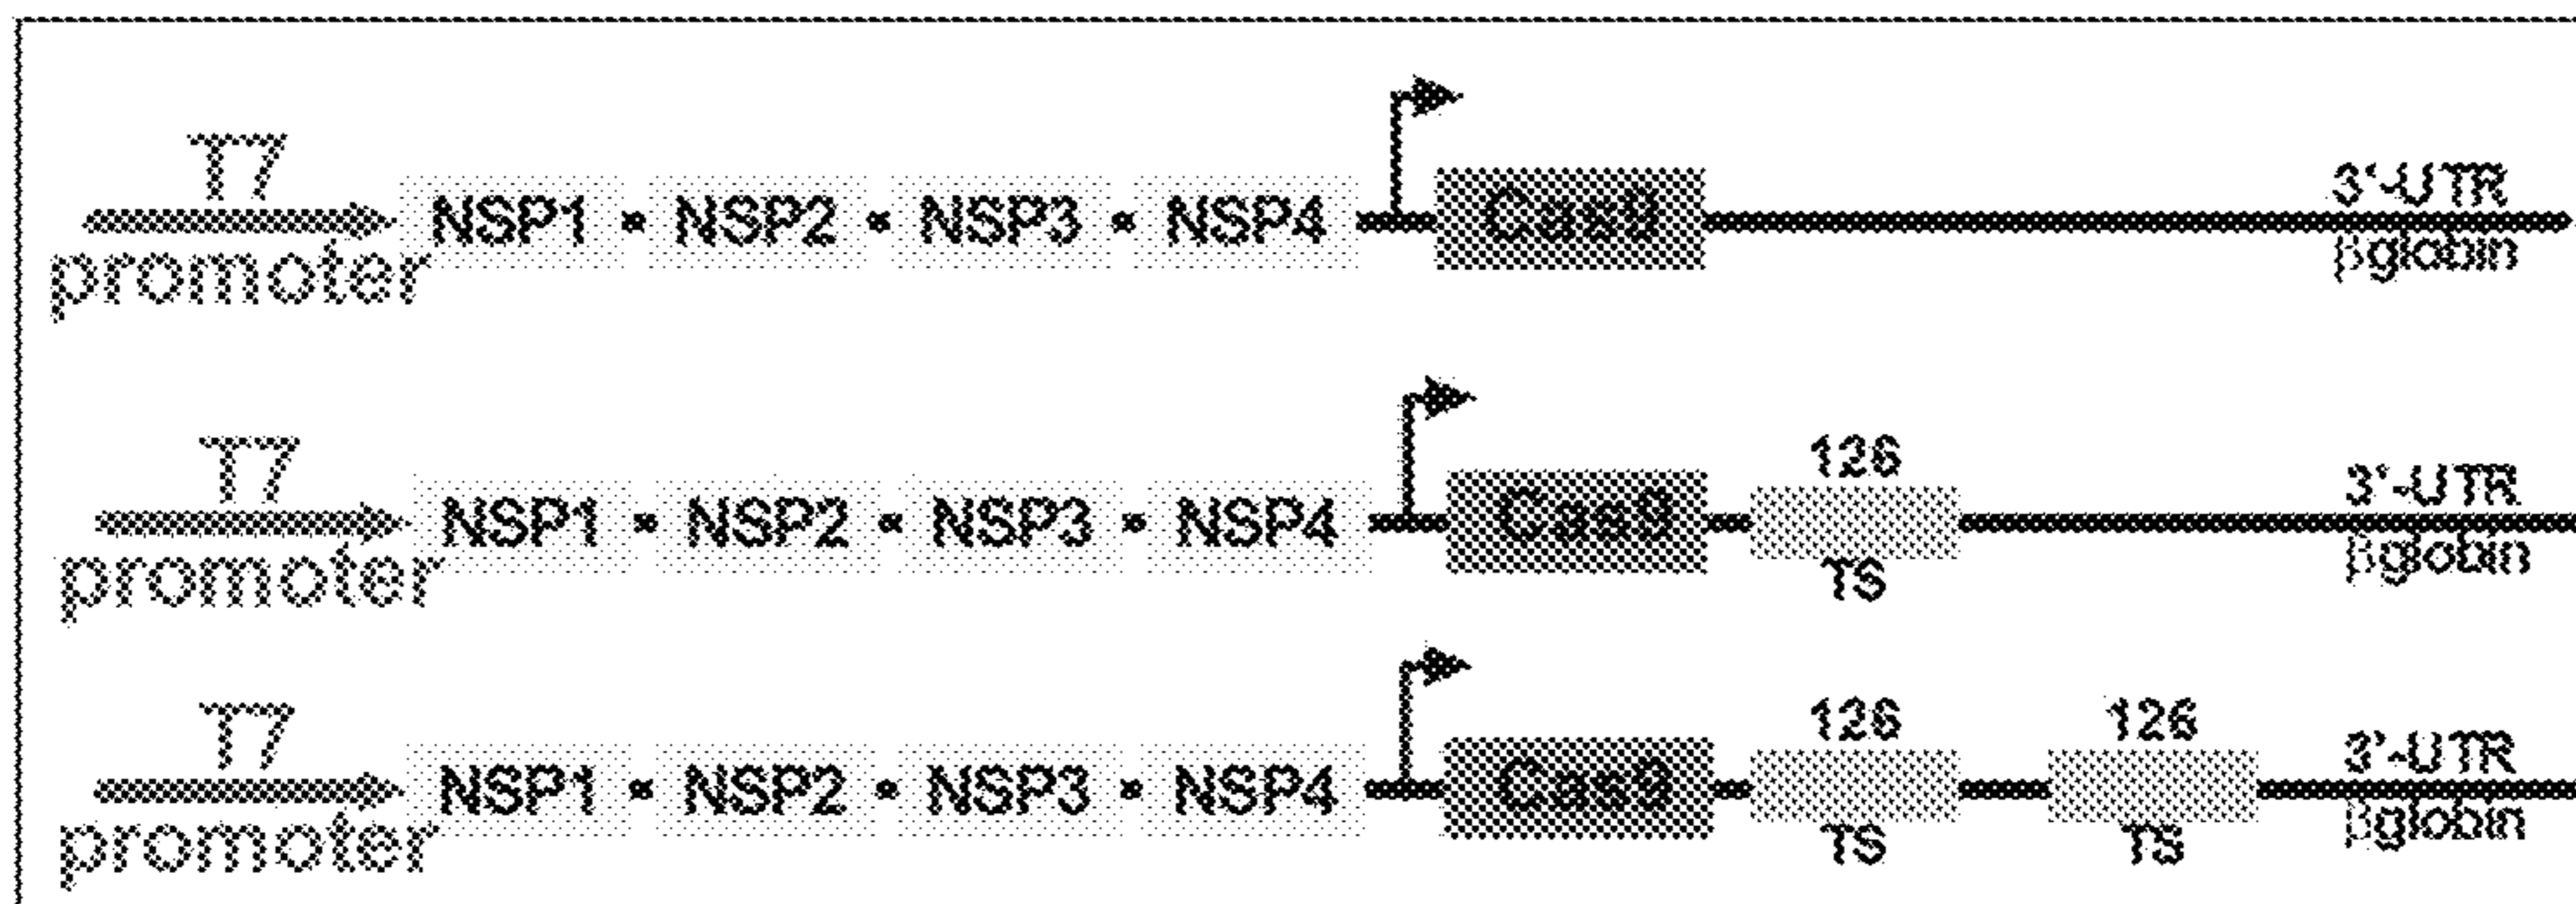 T7
promoter
NSP1 NSP2 NSP3 NSP4 Cas9
3'-UTR
βglobin
T7
promoter
NSP1 NSP2 NSP3 NSP4 Cas9
126
TS
3'-UTR
βglobin
T7
promoter
NSP1 NSP2 NSP3 NSP4 Cas9
126
TS
126
TS
3'-UTR
βglobin